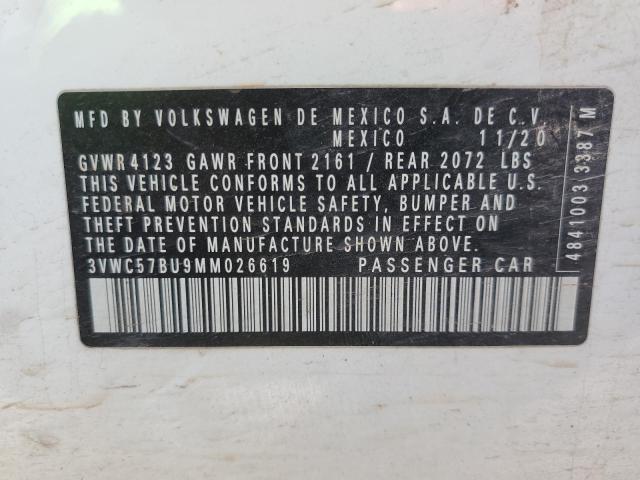 MFD BY VOLKSWAGEN DE MEXICO S.A. DE C.V.
MEXICO 11/20
GVWR 4123 GAWR FRONT 2161 / REAR 2072 LBS
THIS VEHICLE CONFORMS TO ALL APPLICABLE U.S.
FEDERAL MOTOR VEHICLE SAFETY, BUMPER AND
THEFT PREVENTION STANDARDS IN EFFECT ON
THE DATE OF MANUFACTURE SHOWN ABOVE.
3VWC57BU9MM026619 PASSENGER CAR
4841003 3387 M